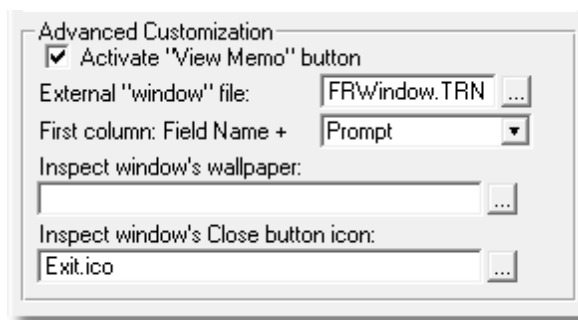 Advanced Customization
Activate "View Memo" button
External "window" file: FRWindow.TRN ...
First column: Field Name + Prompt
Inspect window's wallpaper:
...
Inspect window's Close button icon:
Exit.ico ...